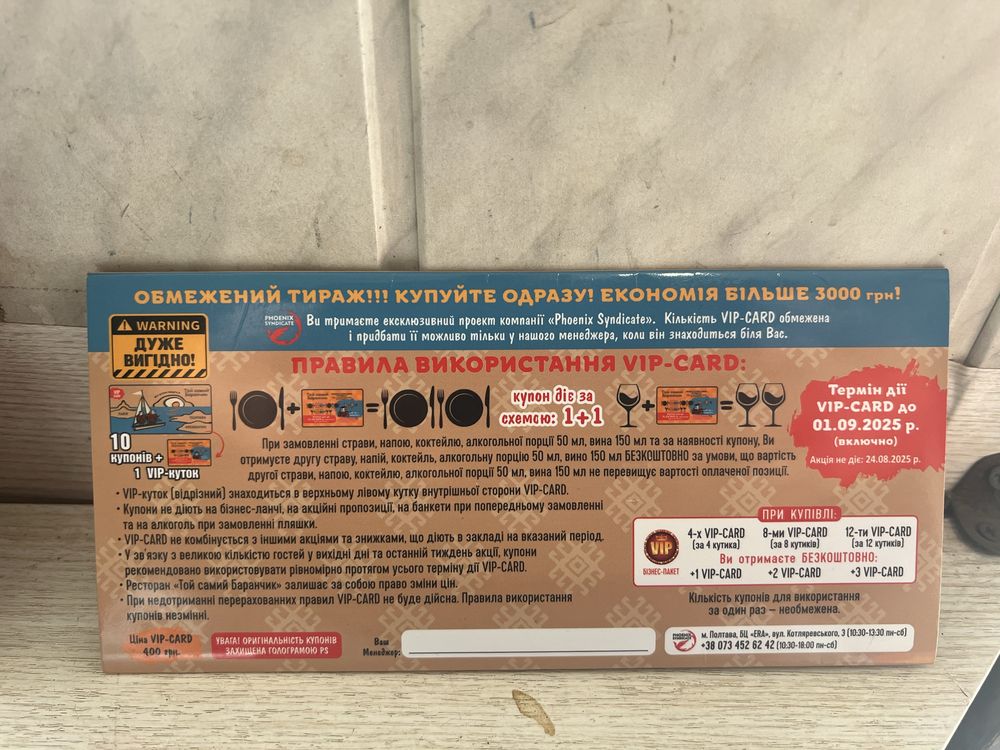 ОБМЕЖЕНИЙ ТИРАЖ!!! КУПУЙТЕ ОДРАЗУ! ЕКОНОМІЯ БІЛЬШЕ 3000 грн!
PHOENIX SYNDICATE
Ви тримаєте ексклюзивний проект компанії «Phoenix Syndicate». Кількість VIP-CARD обмежена
і придбати її можливо тільки у нашого менеджера, коли він знаходиться біля Вас.
WARNING
ДУЖЕ
ВИГІДНО!
ПРАВИЛА ВИКОРИСТАННЯ VIP-CARD:
10
купонів +
1 VIP-куток
+
=
купон діє за
схемою: 1+1
+
=
Термін дії
VIP-CARD до
01.09.2025 р.
(включно)
Акція не діє: 24.08.2025 р.
При замовленні страви, напою, коктейлю, алкогольної порції 50 мл, вина 150 мл та за наявності купону, Ви
отримуєте другу страву, напій, коктейль, алкогольну порцію 50 мл, вино 150 мл БЕЗКОШТОВНО за умови, що вартість
другої страви, напою, коктейлю, алкогольної порції 50 мл, вина 150 мл не перевищує вартості оплаченої позиції.
• VIP-куток (відрізний) знаходиться в верхньому лівому кутку внутрішньої сторони VIP-CARD.
• Купони не діють на бізнес-ланчі, на акційні пропозиції, на банкети при попередньому замовленні
та на алкоголь при замовленні пляшки.
• VIP-CARD не комбінується з іншими акціями та знижками, що діють в закладі на вказаний період.
• У зв'язку з великою кількістю гостей у вихідні дні та останній тиждень акції, купони
рекомендовано використовувати рівномірно протягом усього терміну дії VIP-CARD.
• Ресторан «Той самий Баранчик» залишає за собою право зміни цін.
• При недотриманні перерахованних правил VIP-CARD не буде дійсна. Правила використання
купонів незмінні.
ПРИ КУПІВЛІ:
VIP
БІЗНЕС-ПАКЕТ
4-х VIP-CARD 8-ми VIP-CARD 12-ти VIP-CARD
(за 4 кутика) (за 8 кутиків) (за 12 кутиків)
Ви отримаєте БЕЗКОШТОВНО:
+1 VIP-CARD +2 VIP-CARD +3 VIP-CARD
Кількість купонів для використання
за один раз – необмежена.
Ціна VIP-CARD
400 грн.
УВАГА! ОРИГІНАЛЬНІСТЬ КУПОНІВ
ЗАХИЩЕНА ГОЛОГРАМОЮ PS
Ваш
Менеджер:
PHOENIX SYNDICATE
м. Полтава, БЦ «ERA», вул. Котляревського, 3 (10:30-13:30 пн-сб)
+38 073 452 62 42 (10:30-18:00 пн-сб)